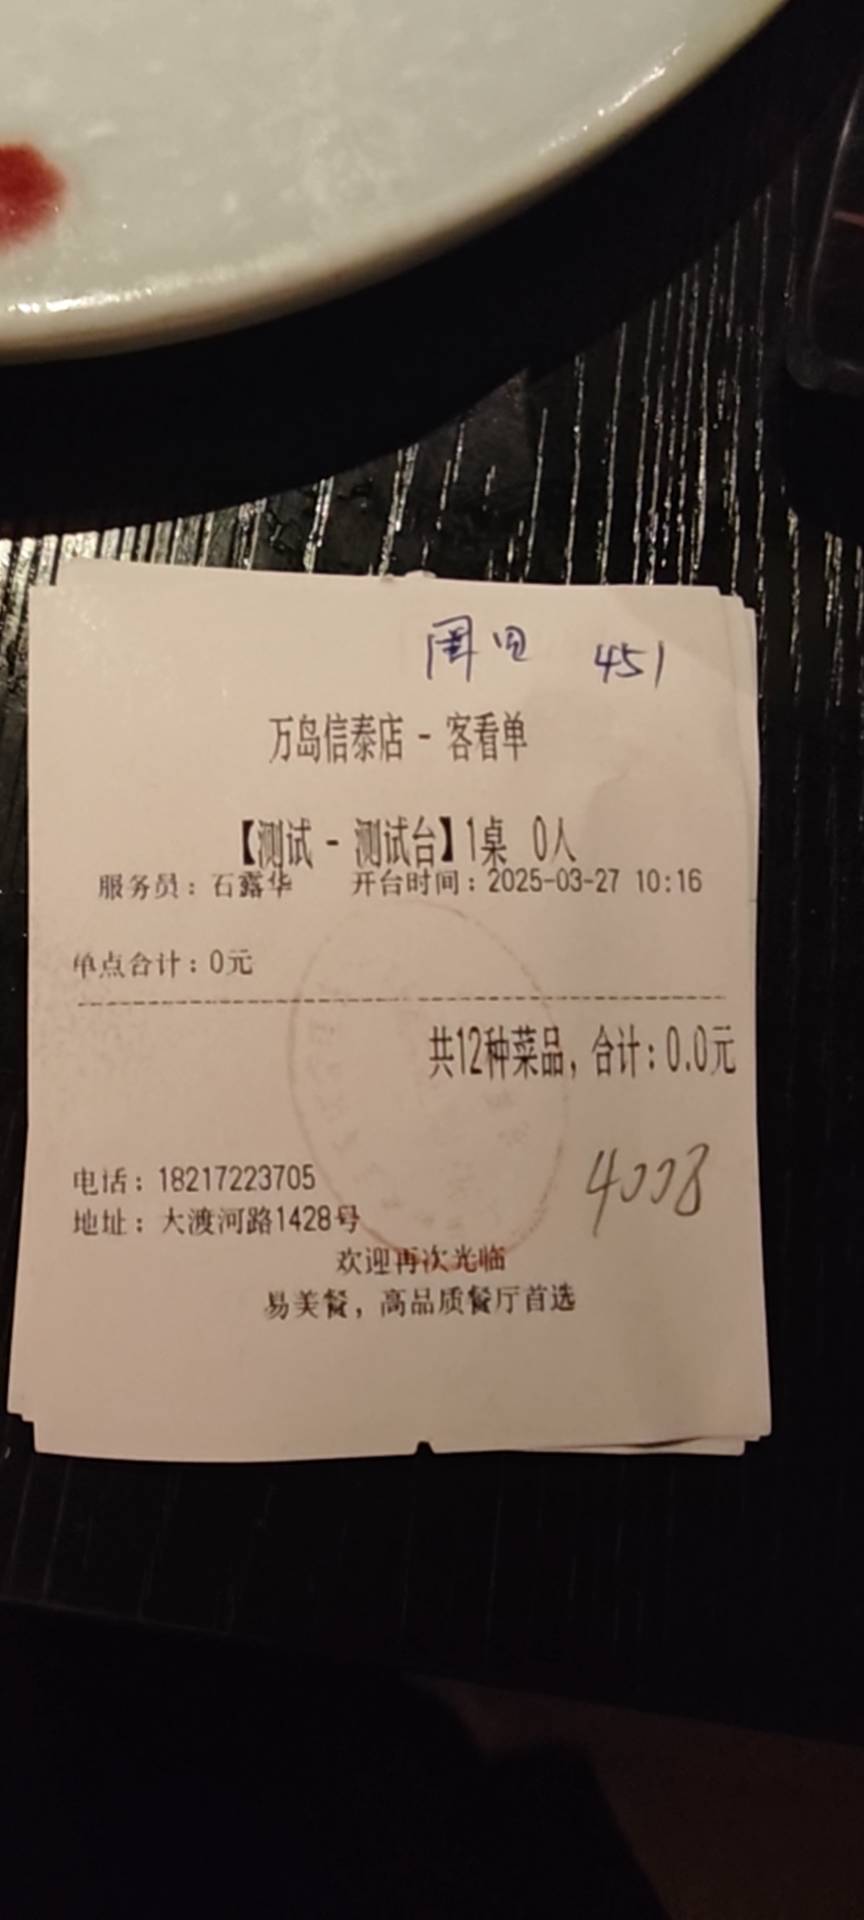 451
万岛信泰店 - 客看单
【测试 - 测试台】1桌 0人
服务员：石露华 开台时间：2025-03-27 10:16
单点合计：0元
共12种菜品，合计：0.0元
4008
电话：18217223705
地址：大渡河路1428号
欢迎再次光临
易美餐，高品质餐厅首选